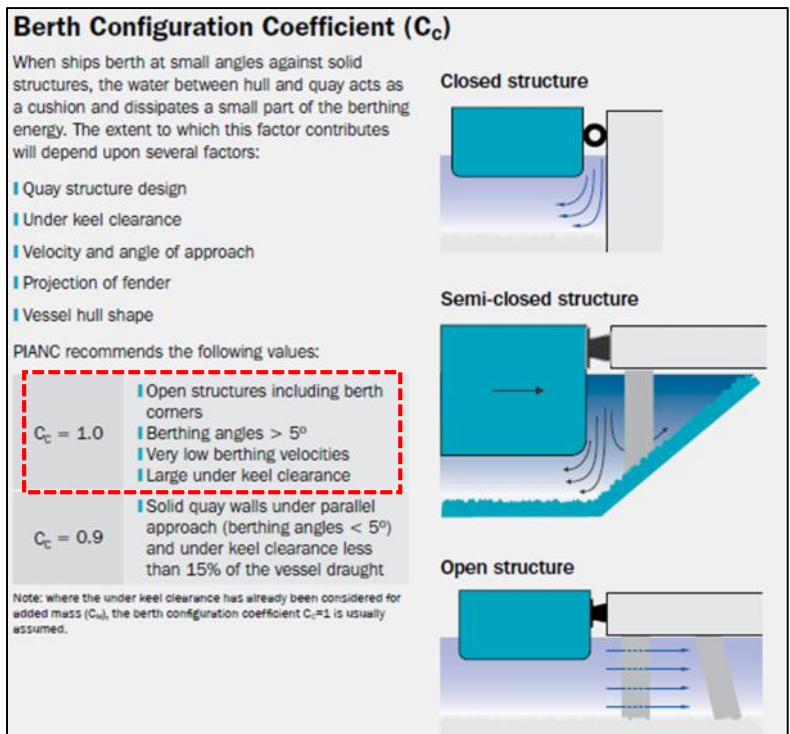 Berth Configuration Coefficient (Cc)
When ships berth at small angles against solid
structures, the water between hull and quay acts as
a cushion and dissipates a small part of the berthing
energy. The extent to which this factor contributes
will depend upon several factors:
Quay structure design
Under keel clearance
Velocity and angle of approach
Projection of fender
Vessel hull shape
PIANC recommends the following values:
Cc = 1.0
Open structures including berth
corners
Berthing angles > 5º
Very low berthing velocities
Large under keel clearance
Cc = 0.9
Solid quay walls under parallel
approach (berthing angles < 5º)
and under keel clearance less
than 15% of the vessel draught
Note: where the under keel clearance has already been considered for
added mass (CM), the berth configuration coefficient Cc=1 is usually
assumed.
Closed structure
Semi-closed structure
Open structure